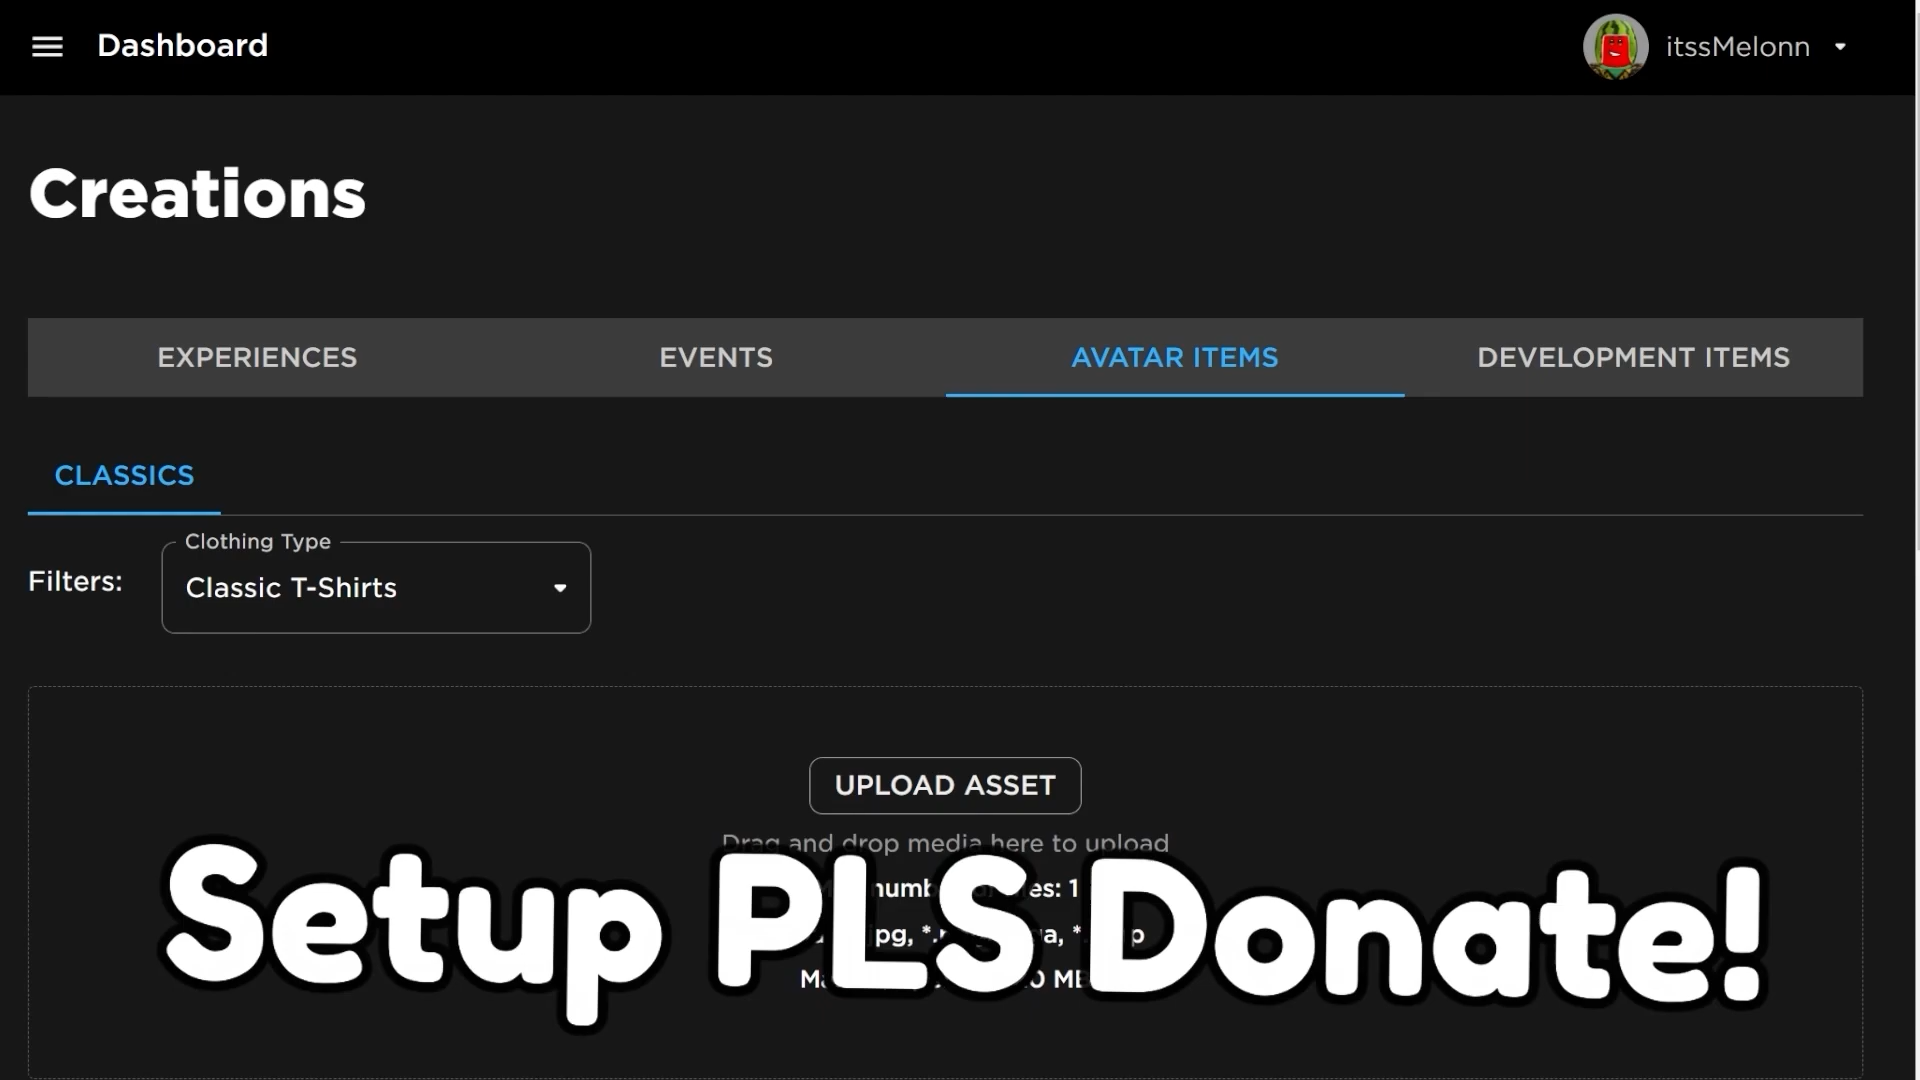 Dashboard
itssMelonn
Creations
EXPERIENCES
EVENTS
AVATAR ITEMS
DEVELOPMENT ITEMS
CLASSICS
Clothing Type
Filters:
Classic T-Shirts
UPLOAD ASSET
Drag and drop media here to upload
1
Setup PLS Donate!